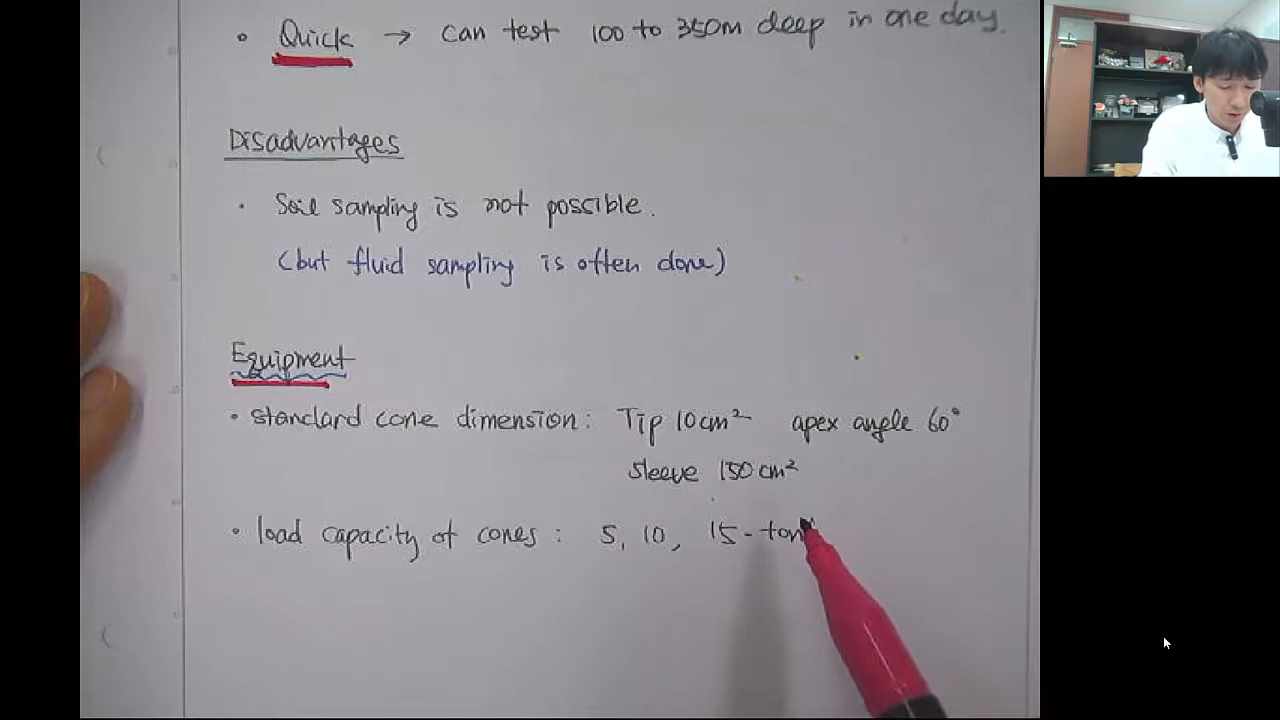 • Quick → can test 100 to 350m deep in one day.
Disadvantages
• Soil sampling is not possible.
(but fluid sampling is often done)
Equipment
• standard cone dimension: Tip 10cm² apex angle 60°
sleeve 150 cm²
• load capacity of cones : 5, 10, 15-ton